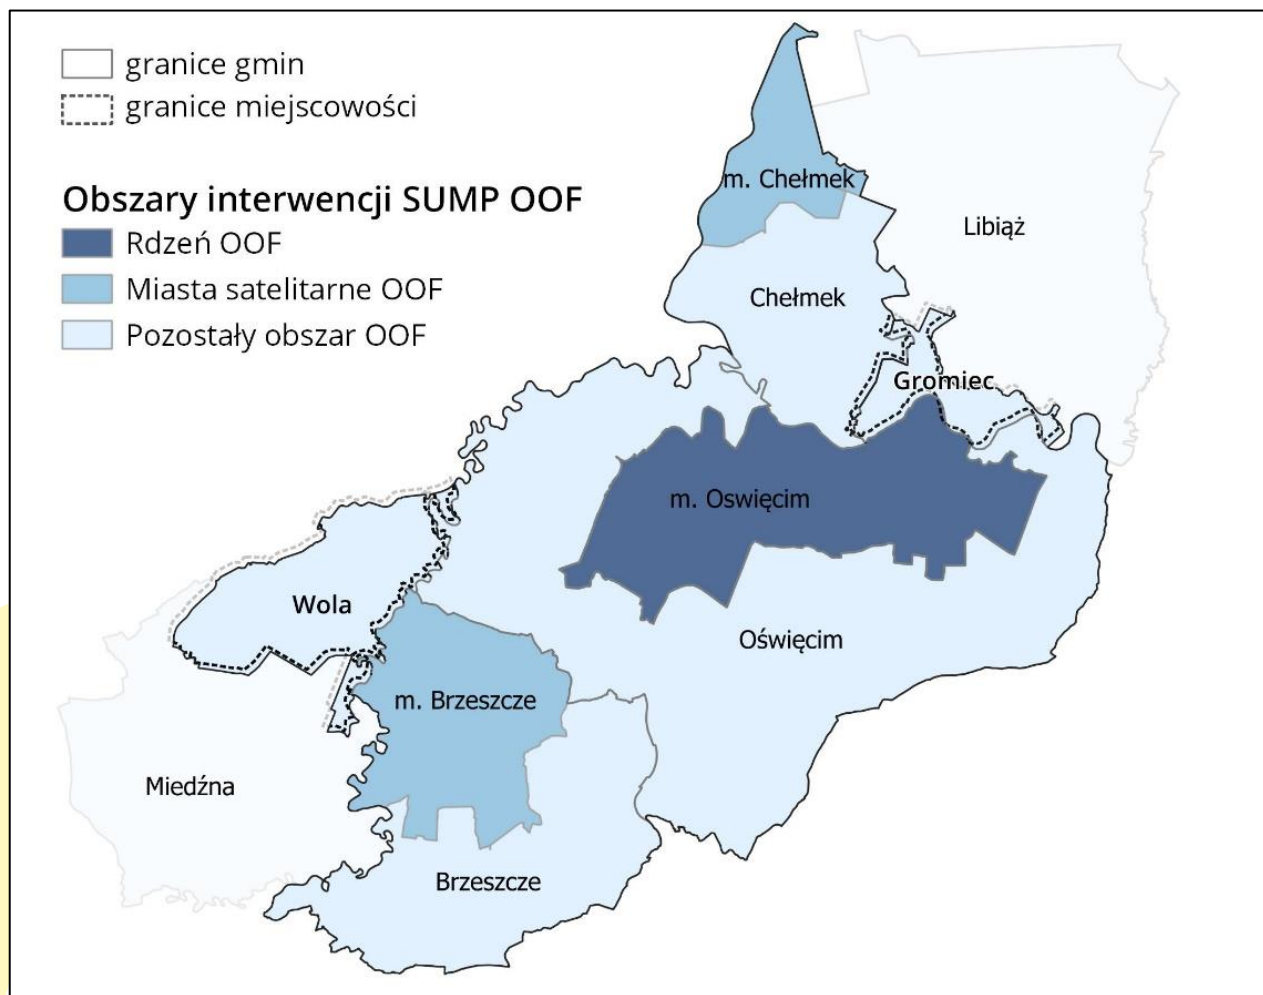 granice gmin
granice miejscowości
Obszary interwencji SUMP OOF
Rdzeń OOF
Miasta satelitarne OOF
Pozostały obszar OOF
m. Chełmek
Libiąż
Chełmek
Gromiec
m. Oswięcim
Wola
Oświęcim
m. Brzeszcze
Miedźna
Brzeszcze